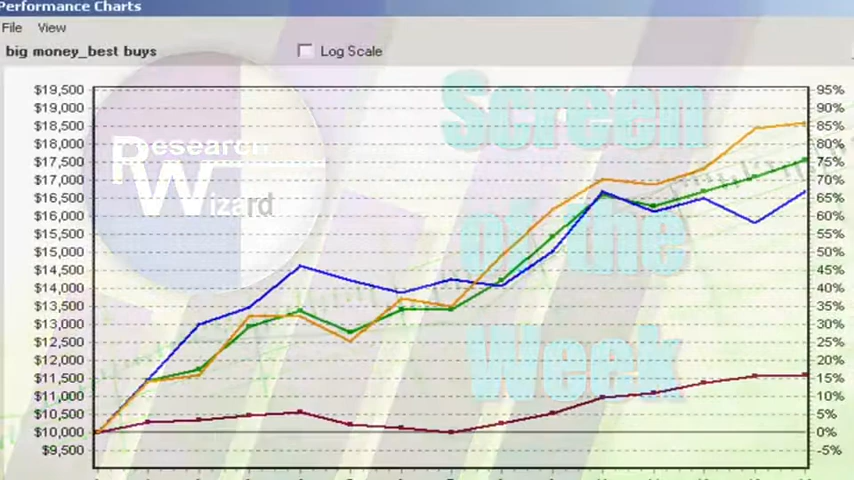 Performance Charts
File View
big money_best buys Log Scale
Screen
of the
Week
Research
Wizard
$19,500 95%
$19,000 90%
$18,500 85%
$18,000 80%
$17,500 75%
$17,000 70%
$16,500 65%
$16,000 60%
$15,500 55%
$15,000 50%
$14,500 45%
$14,000 40%
$13,500 35%
$13,000 30%
$12,500 25%
$12,000 20%
$11,500 15%
$11,000 10%
$10,500 5%
$10,000 0%
$9,500 -5%